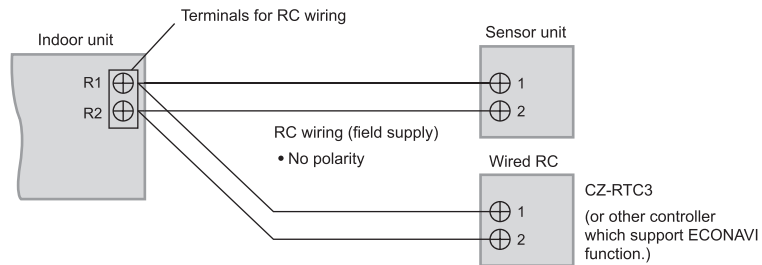 Terminals for RC wiring
Indoor unit
Sensor unit
R1
R2
1
2
RC wiring (field supply)
• No polarity
Wired RC
1
2
CZ-RTC3
(or other controller
which support ECONAVI
function.)